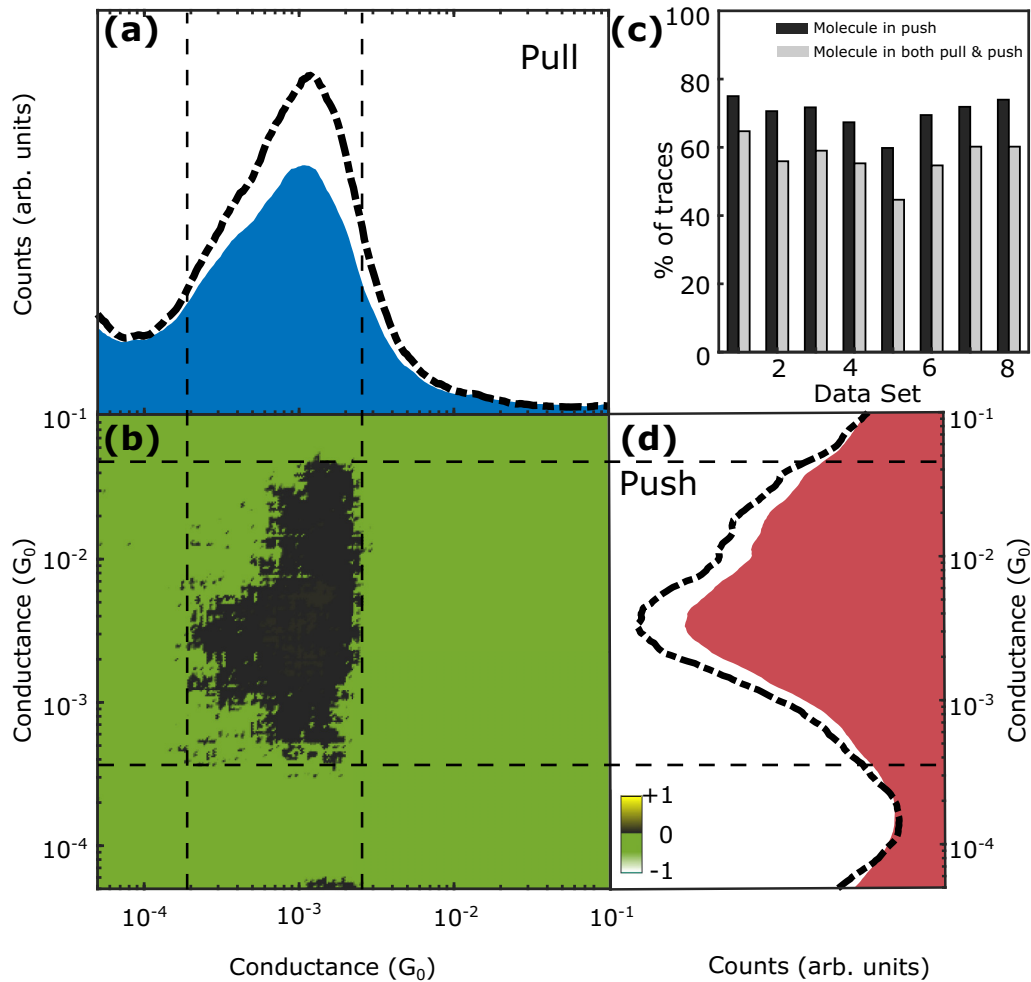 (a)
Pull
Counts (arb. units)
(c)
Molecule in push
Molecule in both pull & push
% of traces
100
80
60
40
20
0
2
4
6
8
Data Set
(b)
10⁻¹
10⁻²
10⁻³
10⁻⁴
Conductance (G₀)
+1
0
-1
10⁻⁴
10⁻³
10⁻²
10⁻¹
Conductance (G₀)
(d)
Push
10⁻¹
10⁻²
10⁻³
10⁻⁴
Conductance (G₀)
Counts (arb. units)